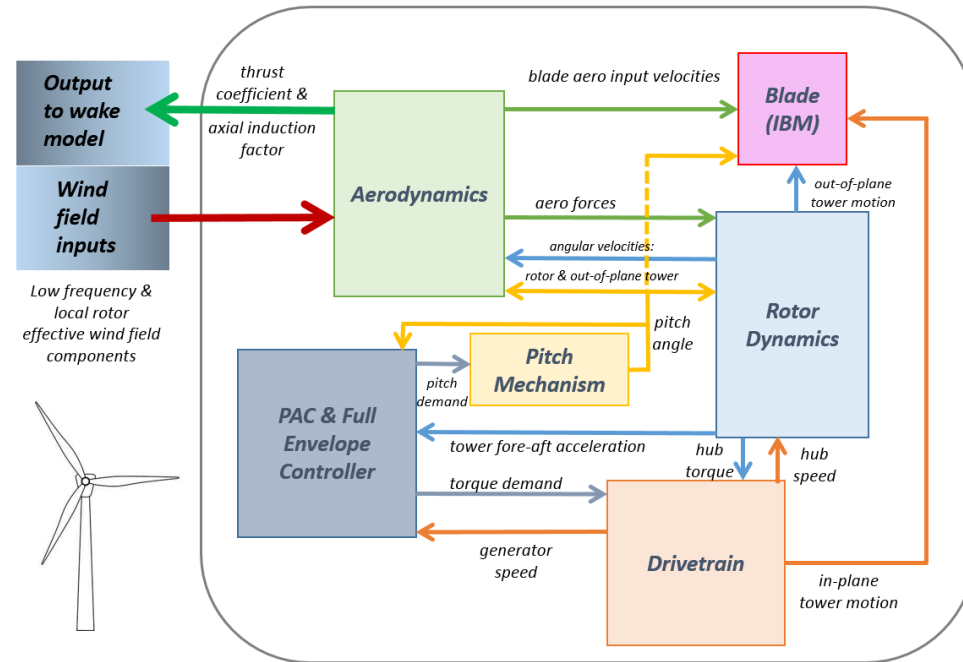 Output
to wake
model
Wind
field
inputs
Low frequency &
local rotor
effective wind field
components
thrust
coefficient &
axial induction
factor
Aerodynamics
blade aero input velocities
Blade
(IBM)
out-of-plane
tower motion
aero forces
angular velocities:
rotor & out-of-plane tower
Rotor
Dynamics
pitch
angle
Pitch
Mechanism
pitch
demand
PAC & Full
Envelope
Controller
tower fore-aft acceleration
hub
torque
hub
speed
torque demand
generator
speed
Drivetrain
in-plane
tower motion